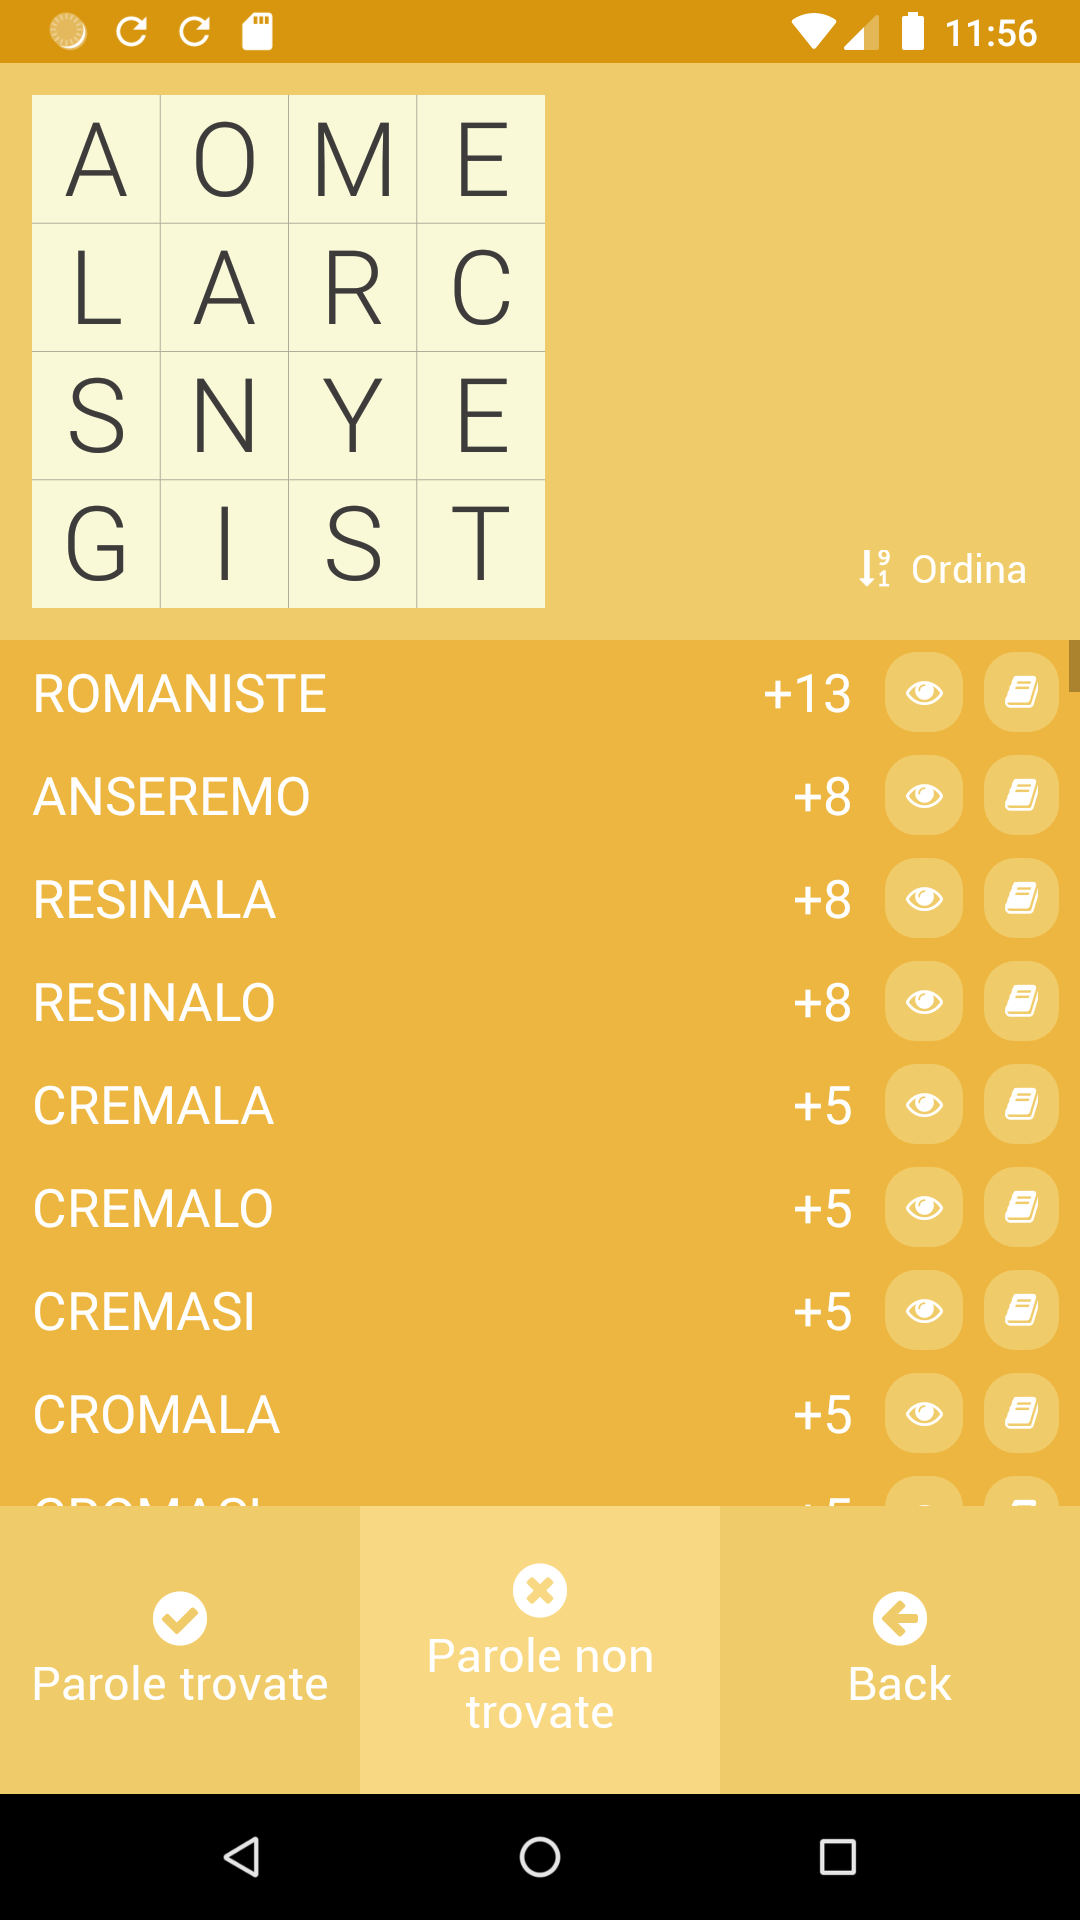 11:56
A O M E
L A R C
S N Y E
G I S T
91 Ordina
ROMANISTE +13
ANSEREMO +8
RESINALA +8
RESINALO +8
CREMALA +5
CREMALO +5
CREMASI +5
CROMALA +5
Parole trovate
Parole non
trovate
Back